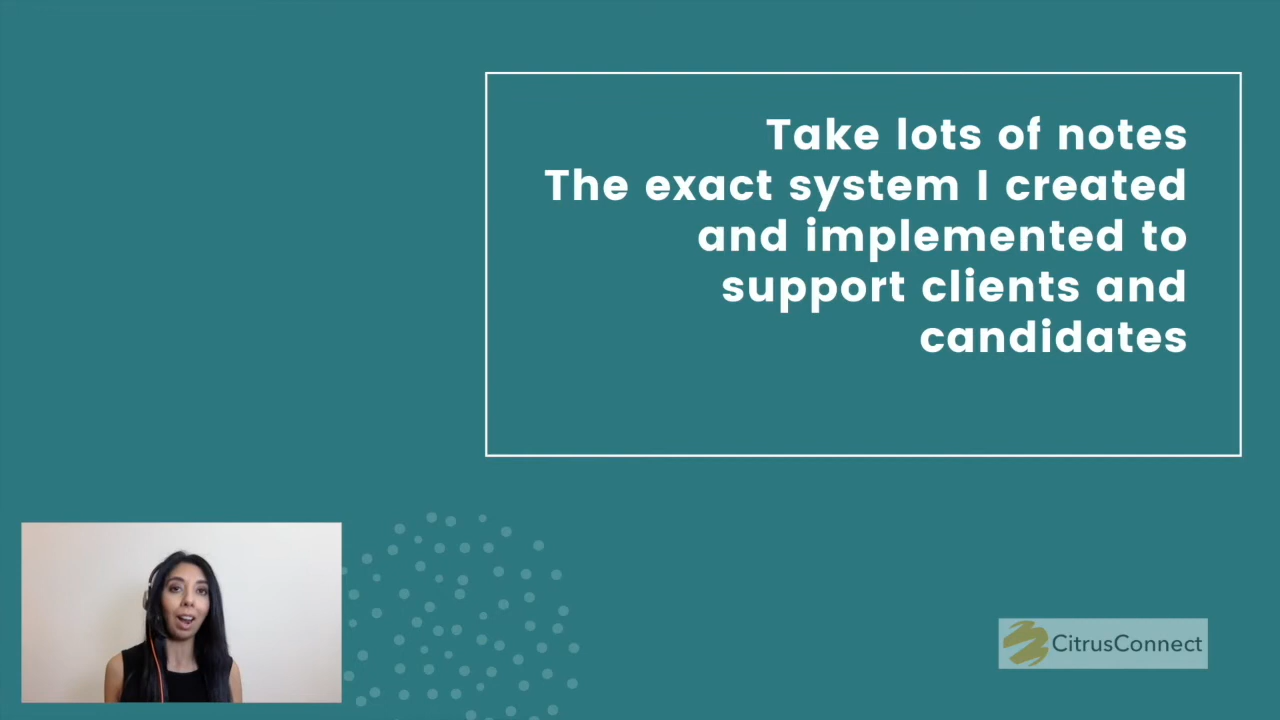 Take lots of notes
The exact system I created
and implemented to
support clients and
candidates
CitrusConnect